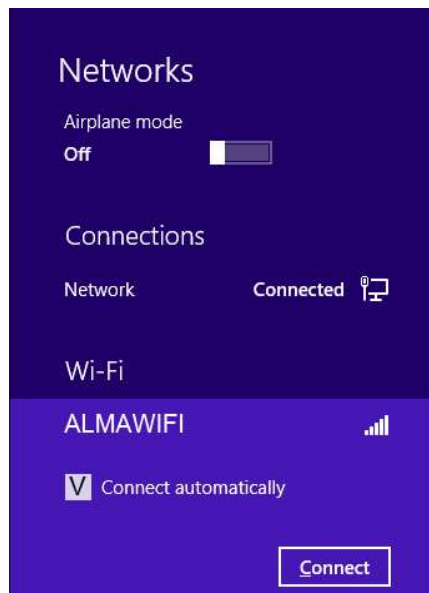 Networks
Airplane mode
Off
Connections
Network Connected
Wi-Fi
ALMAWIFI
V Connect automatically
Connect